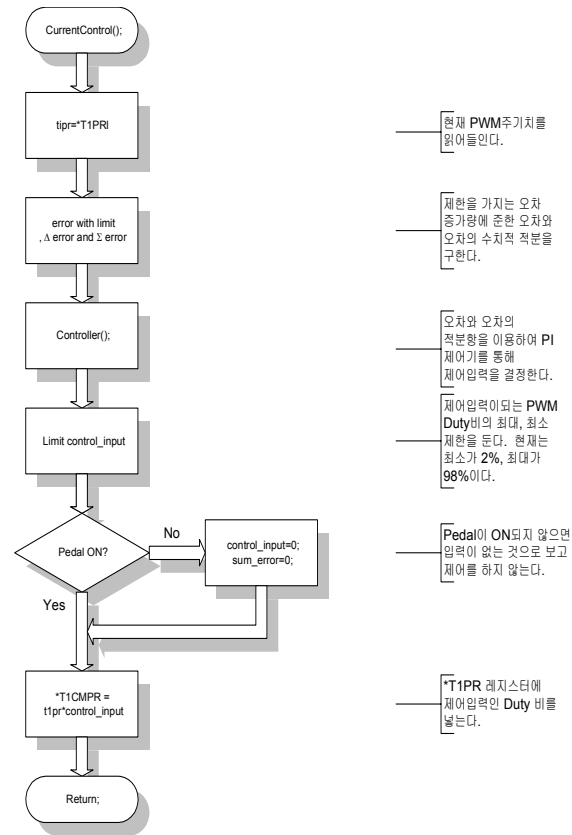 CurrentControl();
tipr=*T1PRl
현재 PWM주기치를
읽어들인다.
error with limit
, Δ error and Σ error
제한을 가지는 오차
증가량에 준한 오차와
오차의 수치적 적분을
구한다.
Controller();
오차와 오차의
적분항을 이용하여 PI
제어기를 통해
제어입력을 결정한다.
Limit control_input
제어입력이되는 PWM
Duty비의 최대, 최소
제한을 둔다. 현재는
최소가 2%, 최대가
98%이다.
Pedal ON?
No
control_input=0;
sum_error=0;
Pedal이 ON되지 않으면
입력이 없는 것으로 보고
제어를 하지 않는다.
Yes
*T1CMPR =
t1pr*control_input
*T1PR 레지스터에
제어입력인 Duty 비를
넣는다.
Return;